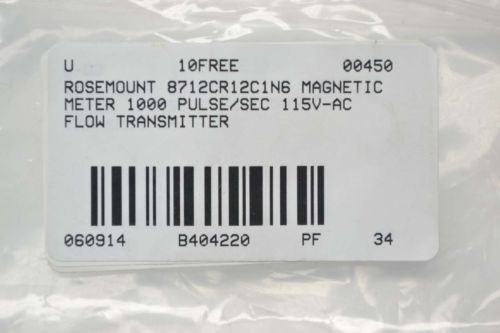 U 10FREE 00450
ROSEMOUNT 8712CR12C1N6 MAGNETIC
METER 1000 PULSE/SEC 115V-AC
FLOW TRANSMITTER
060914 B404220 PF 34